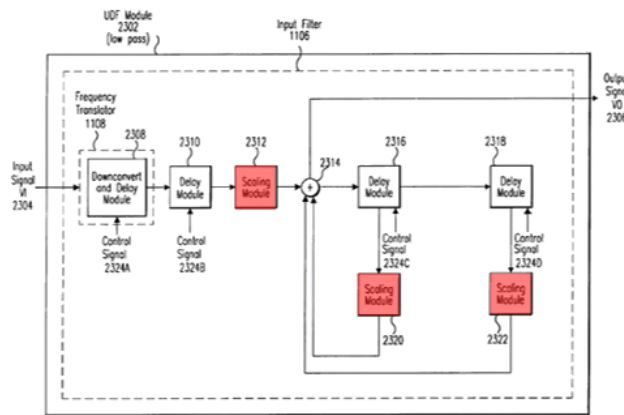 UDF Module
2302
(low pass)
Input Filter
1106
Output
Signal
VO
2306
Frequency
Translator
1108
2308
2310
2312
2314
2316
2318
Input
Signal
VI
2304
Downconvert
and Delay
Module
Delay
Module
Scaling
Module
+
Delay
Module
Delay
Module
Control
Signal
2324A
Control
Signal
2324B
Control
Signal
2324C
Control
Signal
2324D
Scaling
Module
2320
Scaling
Module
2322